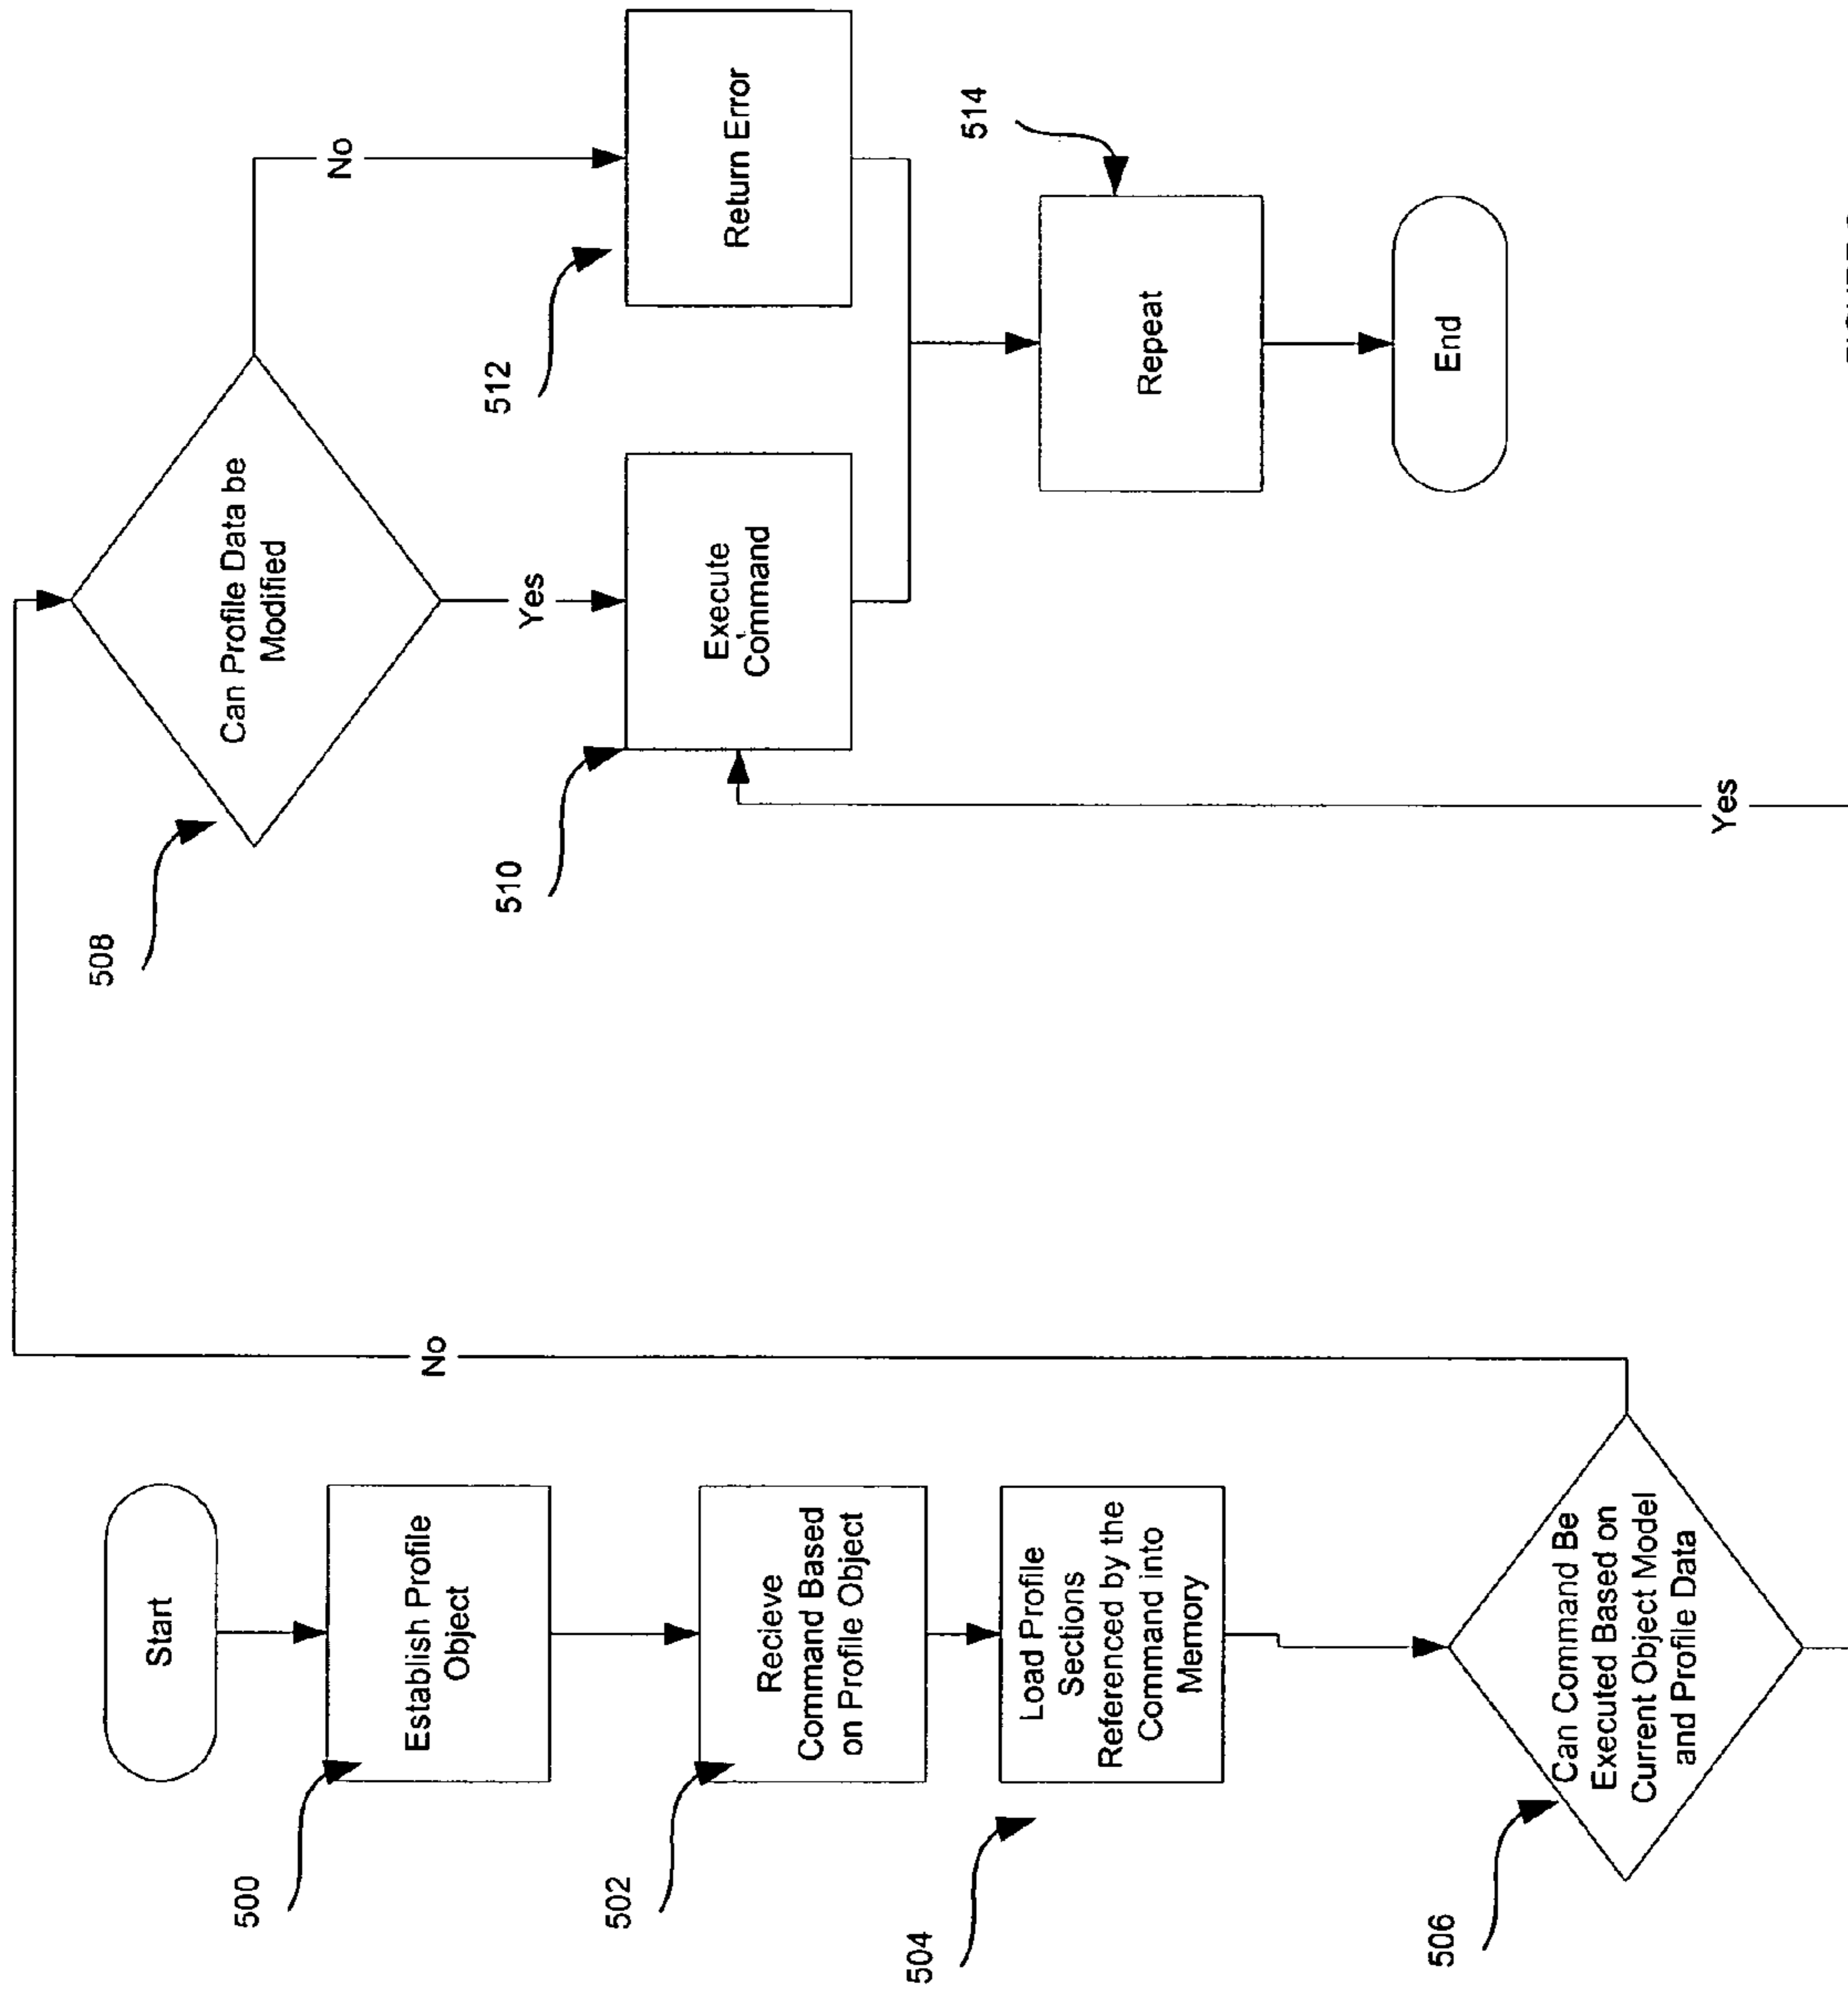 Start
500
Establish Profile
Object
502
Recieve
Command Based
on Profile Object
504
Load Profile
Sections
Referenced by the
Command into
Memory
506
Can Command Be
Executed Based on
Current Object Model
and Profile Data
No
Yes
508
Can Profile Data be
Modified
Yes
No
510
Execute
Command
512
Return Error
514
Repeat
End